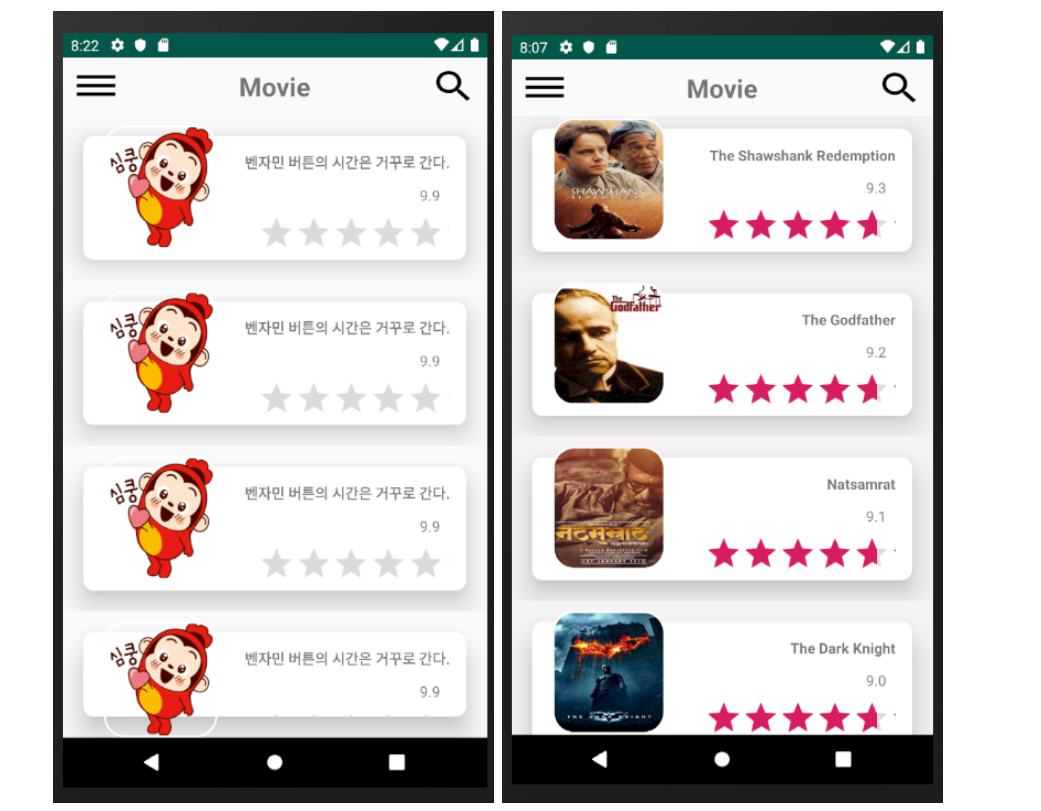 8:22
Movie
심쿵
벤자민 버튼의 시간은 거꾸로 간다.
9.9
심쿵
벤자민 버튼의 시간은 거꾸로 간다.
9.9
심쿵
벤자민 버튼의 시간은 거꾸로 간다.
9.9
심쿵
벤자민 버튼의 시간은 거꾸로 간다.
9.9
8:07
Movie
SHAWSHANK
REDEMPTION
The Shawshank Redemption
9.3
The
Godfather
The Godfather
9.2
नटसम्राट
Natsamrat
9.1
THE DARK KNIGHT
The Dark Knight
9.0